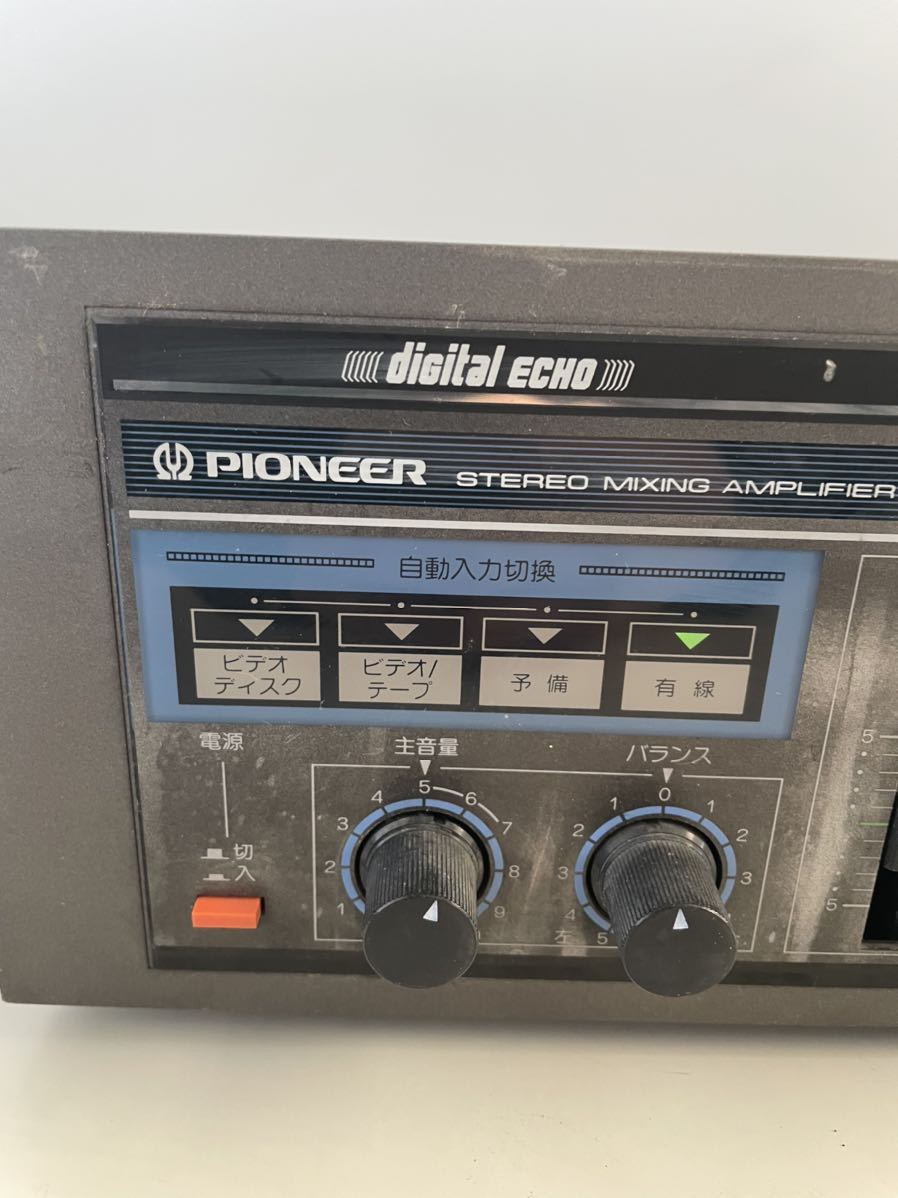 digital ECHO
PIONEER STEREO MIXING AMPLIFIER
自動入力切換
ビデオ
ディスク
ビデオ/
テープ
予備
有線
電源
切
入
主音量
1 2 3 4 5 6 7 8 9
バランス
5 4 3 2 1 0 1 2 3
左
5
5